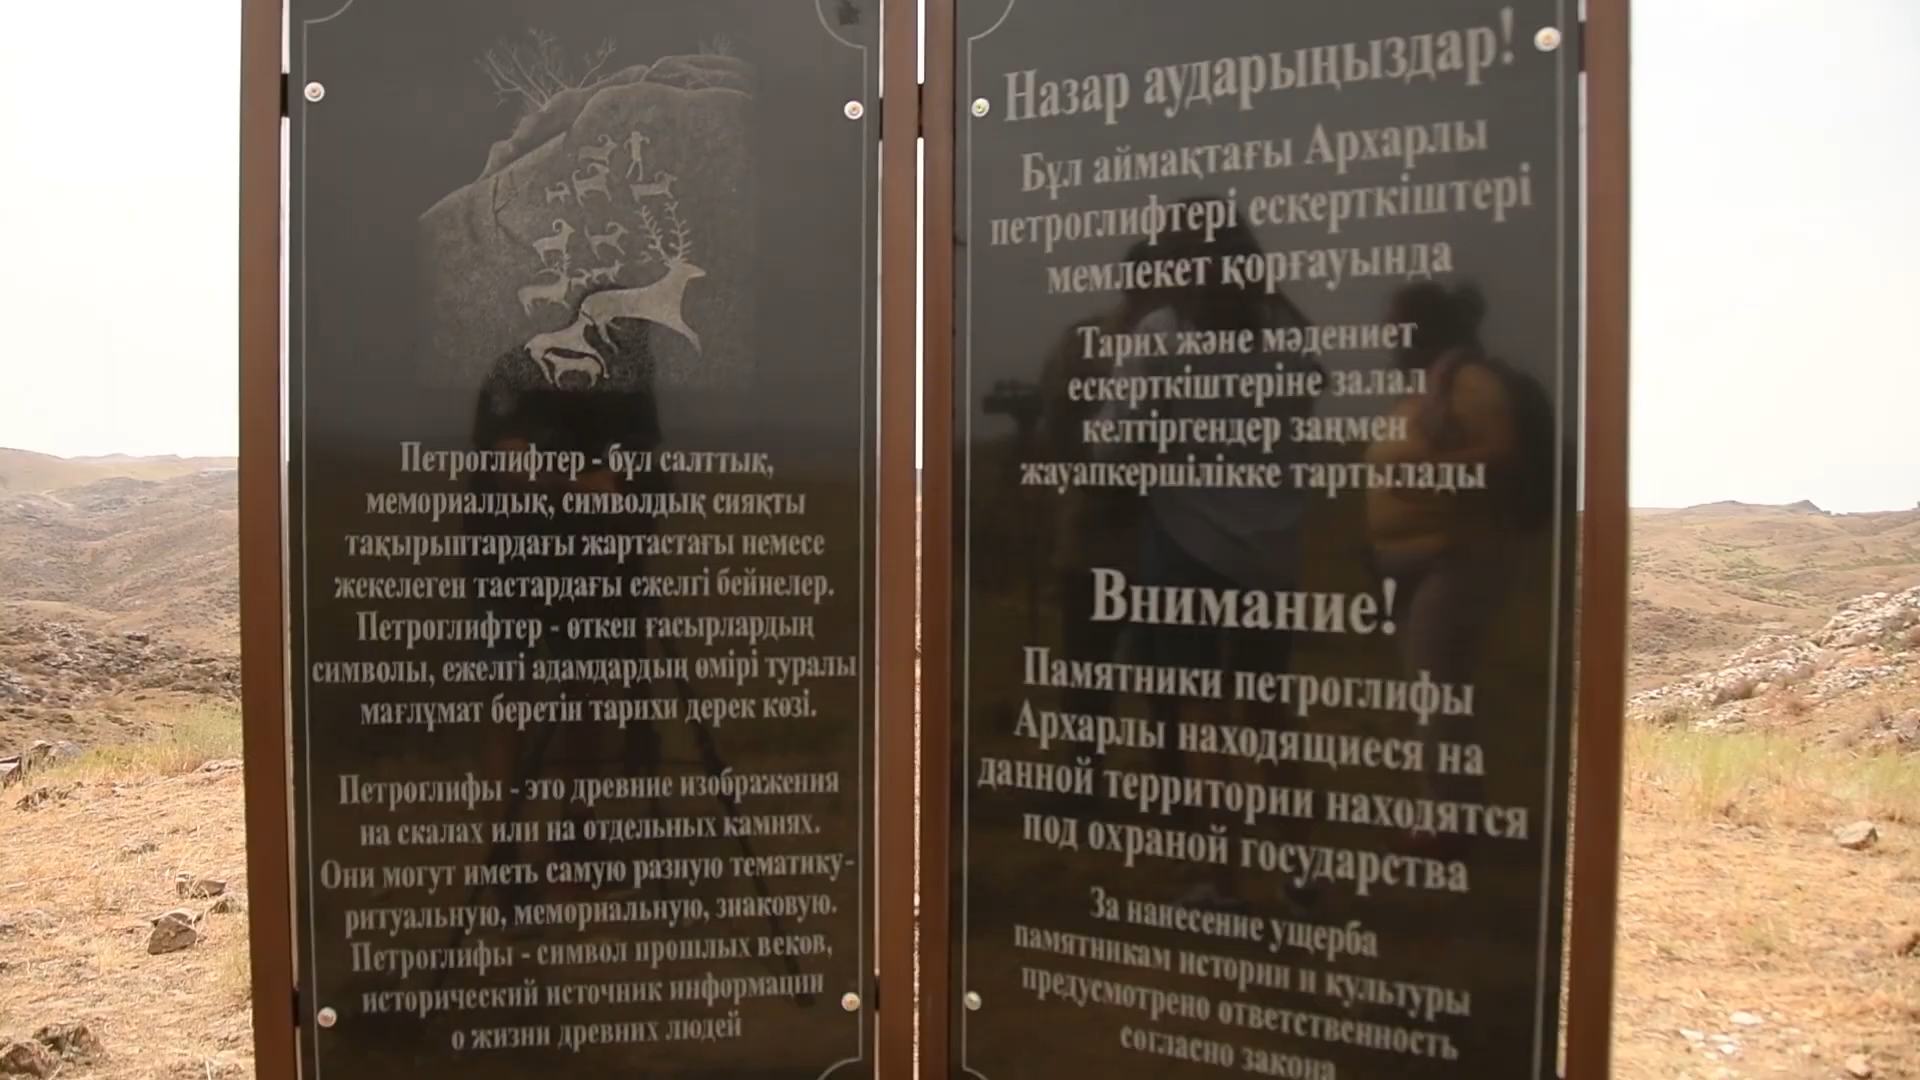 Петроглифтер - бұл салттық,
мемориалдық, символдық сияқты
тақырыптардағы жартастағы немесе
жекелеген тастардағы ежелгі бейнелер.
Петроглифтер - өткен ғасырлардың
символы, ежелгі адамдардың өмірі туралы
мағлұмат беретін тарихи дерек көзі.
Петроглифы - это древние изображения
на скалах или на отдельных камнях.
Они могут иметь самую разную тематику-
ритуальную, мемориальную, знаковую.
Петроглифы - символ прошлых веков,
исторический источник информации
о жизни древних людей
Назар аударыңыздар!
Бұл аймақтағы Архарлы
петроглифтері ескерткіштері
мемлекет қорғауында
Тарих және мәдениет
ескерткіштеріне залал
келтіргендер заңмен
жауапкершілікке тартылады
Внимание!
Памятники петроглифы
Архарлы находящиеся на
данной территории находятся
под охраной государства
За нанесение ущерба
памятникам истории и культуры
предусмотрено ответственность
согласно закона